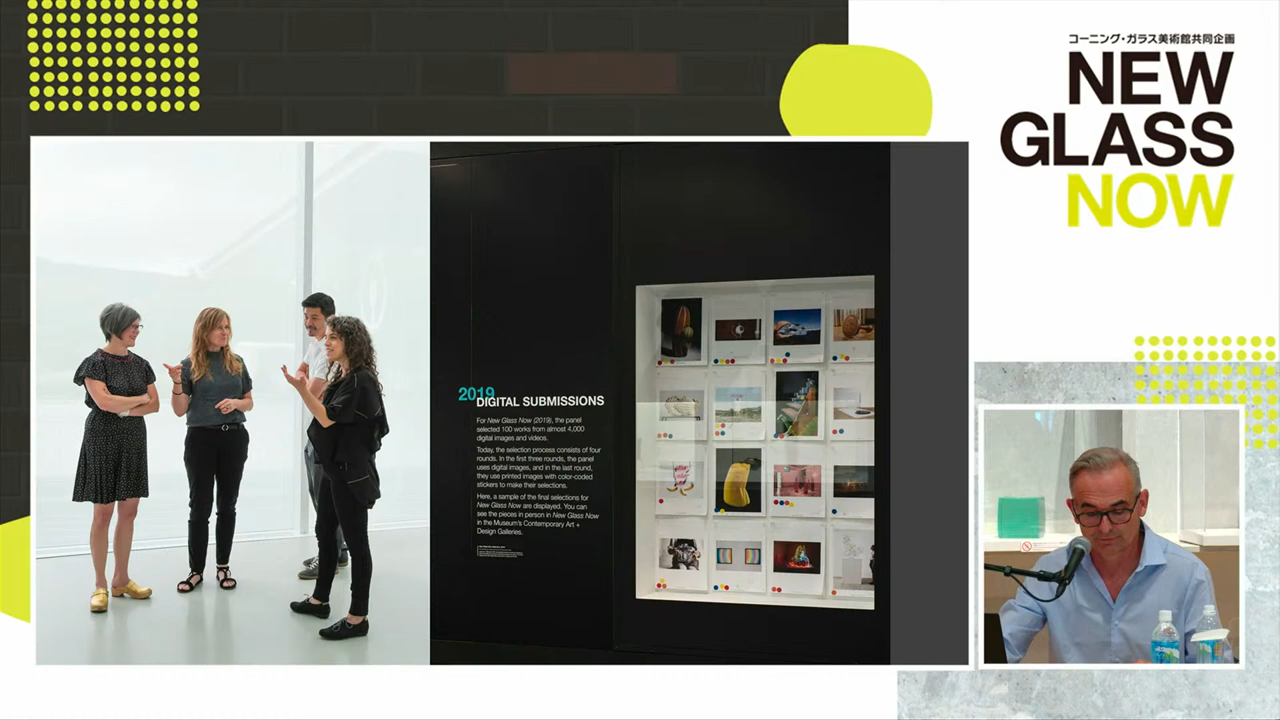 コーニング・ガラス美術館共同企画
NEW
GLASS
NOW
2019
DIGITAL SUBMISSIONS
For New Glass Now (2019), the panel
selected 100 works from almost 4,000
digital images and videos.
Today, the selection process consists of four
rounds. In the first three rounds, the panel
uses digital images, and in the last round,
they use printed images with color-coded
stickers to make their selections.
Here, a sample of the final selections for
New Glass Now are displayed. You can
see the pieces in person in New Glass Now
in the Museum's Contemporary Art +
Design Galleries.